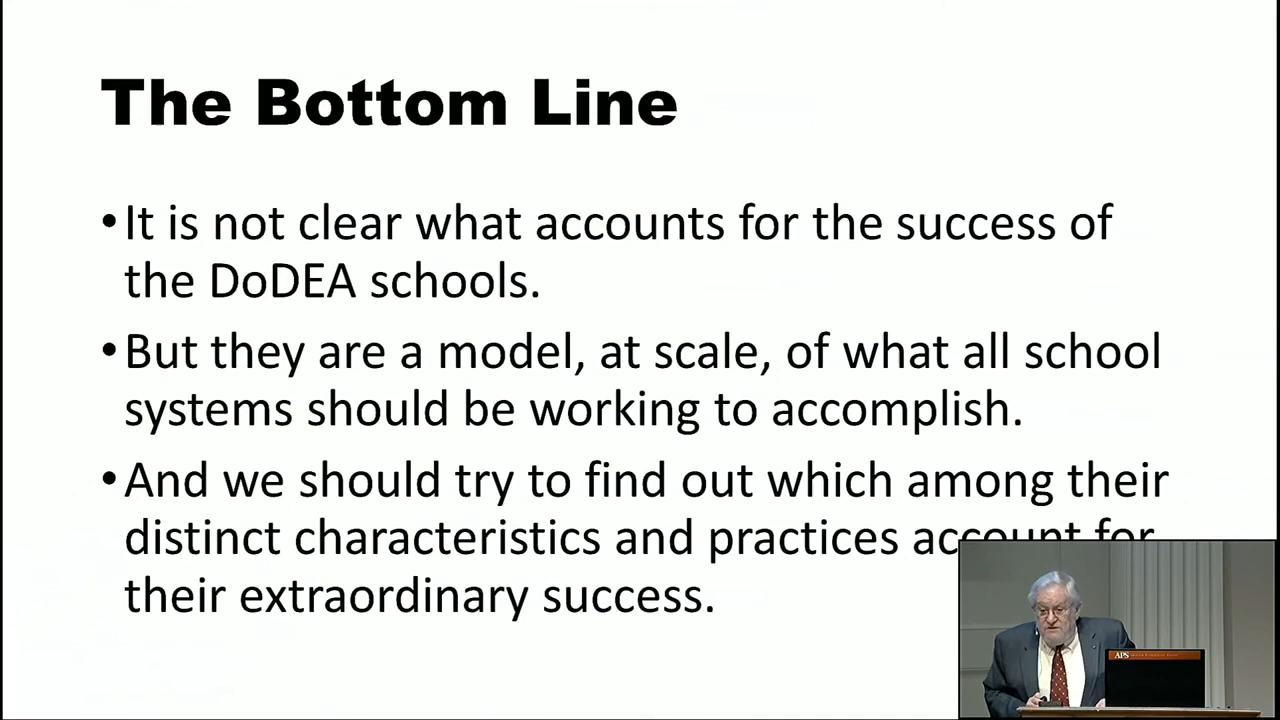 The Bottom Line
•It is not clear what accounts for the success of
the DoDEA schools.
•But they are a model, at scale, of what all school
systems should be working to accomplish.
•And we should try to find out which among their
distinct characteristics and practices account for
their extraordinary success.
APS